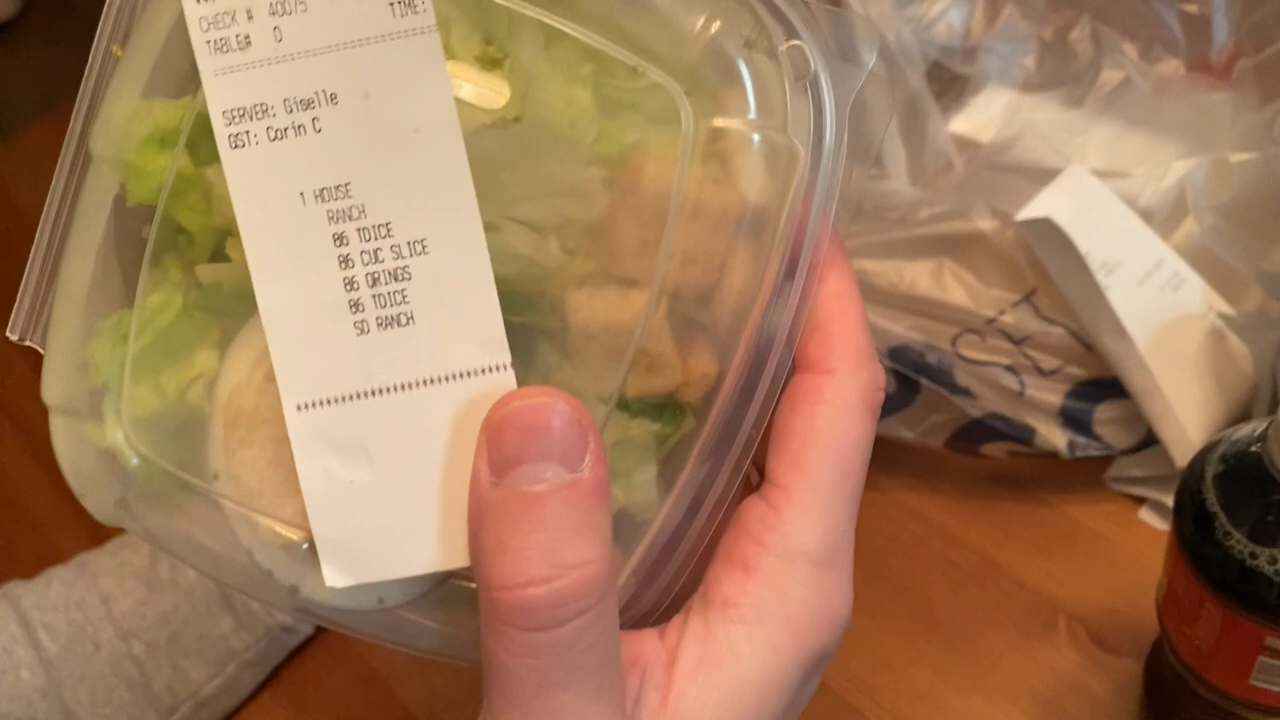 CHECK # 40075
TIME:
TABLE# 0
SERVER: Giselle
GST: Corin C
1 HOUSE
RANCH
86 TDICE
86 CUC SLICE
86 ORINGS
86 TDICE
SD RANCH